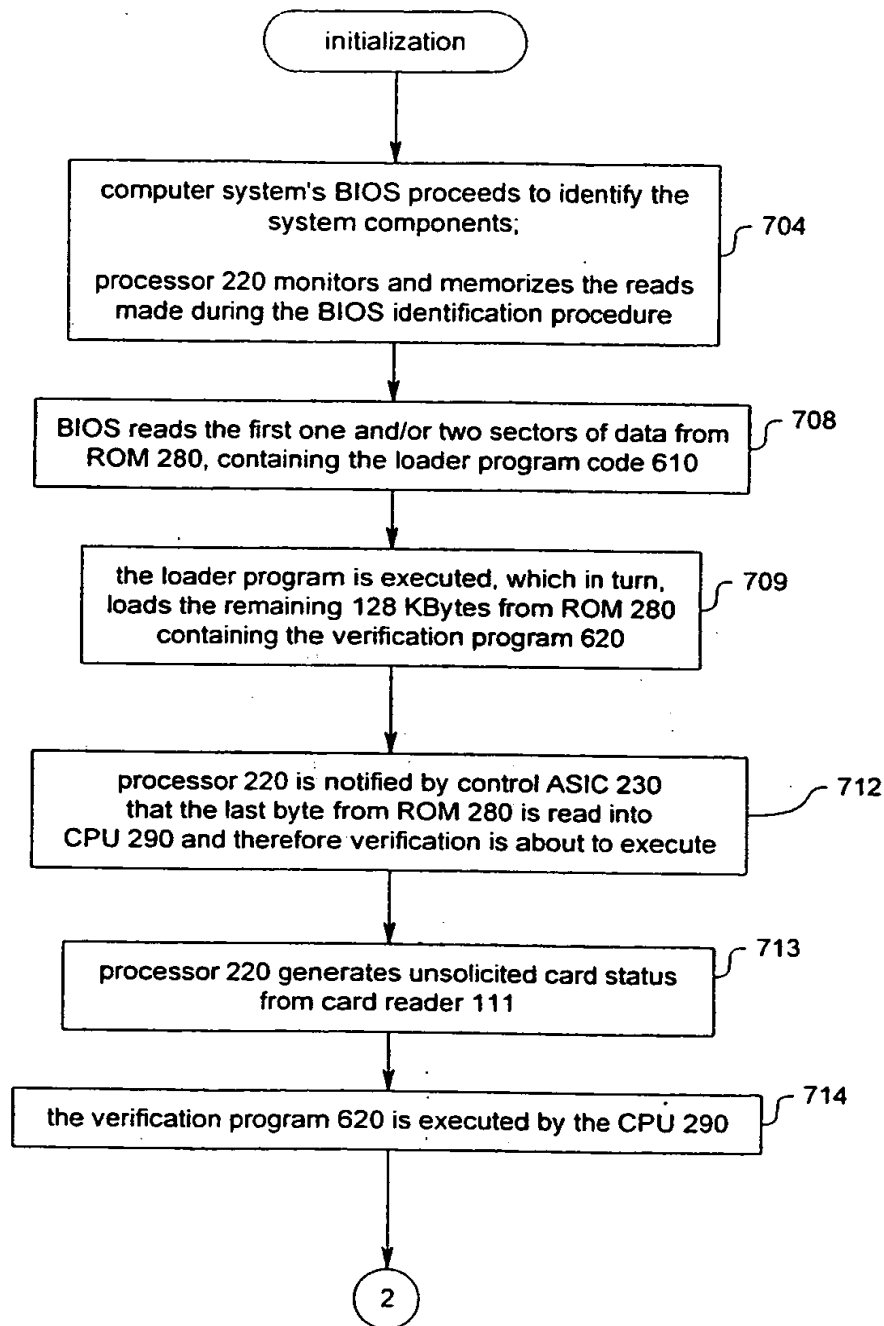 initialization
computer system's BIOS proceeds to identify the
system components;
704
processor 220 monitors and memorizes the reads
made during the BIOS identification procedure
708
BIOS reads the first one and/or two sectors of data from
ROM 280, containing the loader program code 610
709
the loader program is executed, which in turn,
loads the remaining 128 KBytes from ROM 280
containing the verification program 620
712
processor 220 is notified by control ASIC 230
that the last byte from ROM 280 is read into
CPU 290 and therefore verification is about to execute
713
processor 220 generates unsolicited card status
from card reader 111
714
the verification program 620 is executed by the CPU 290
2